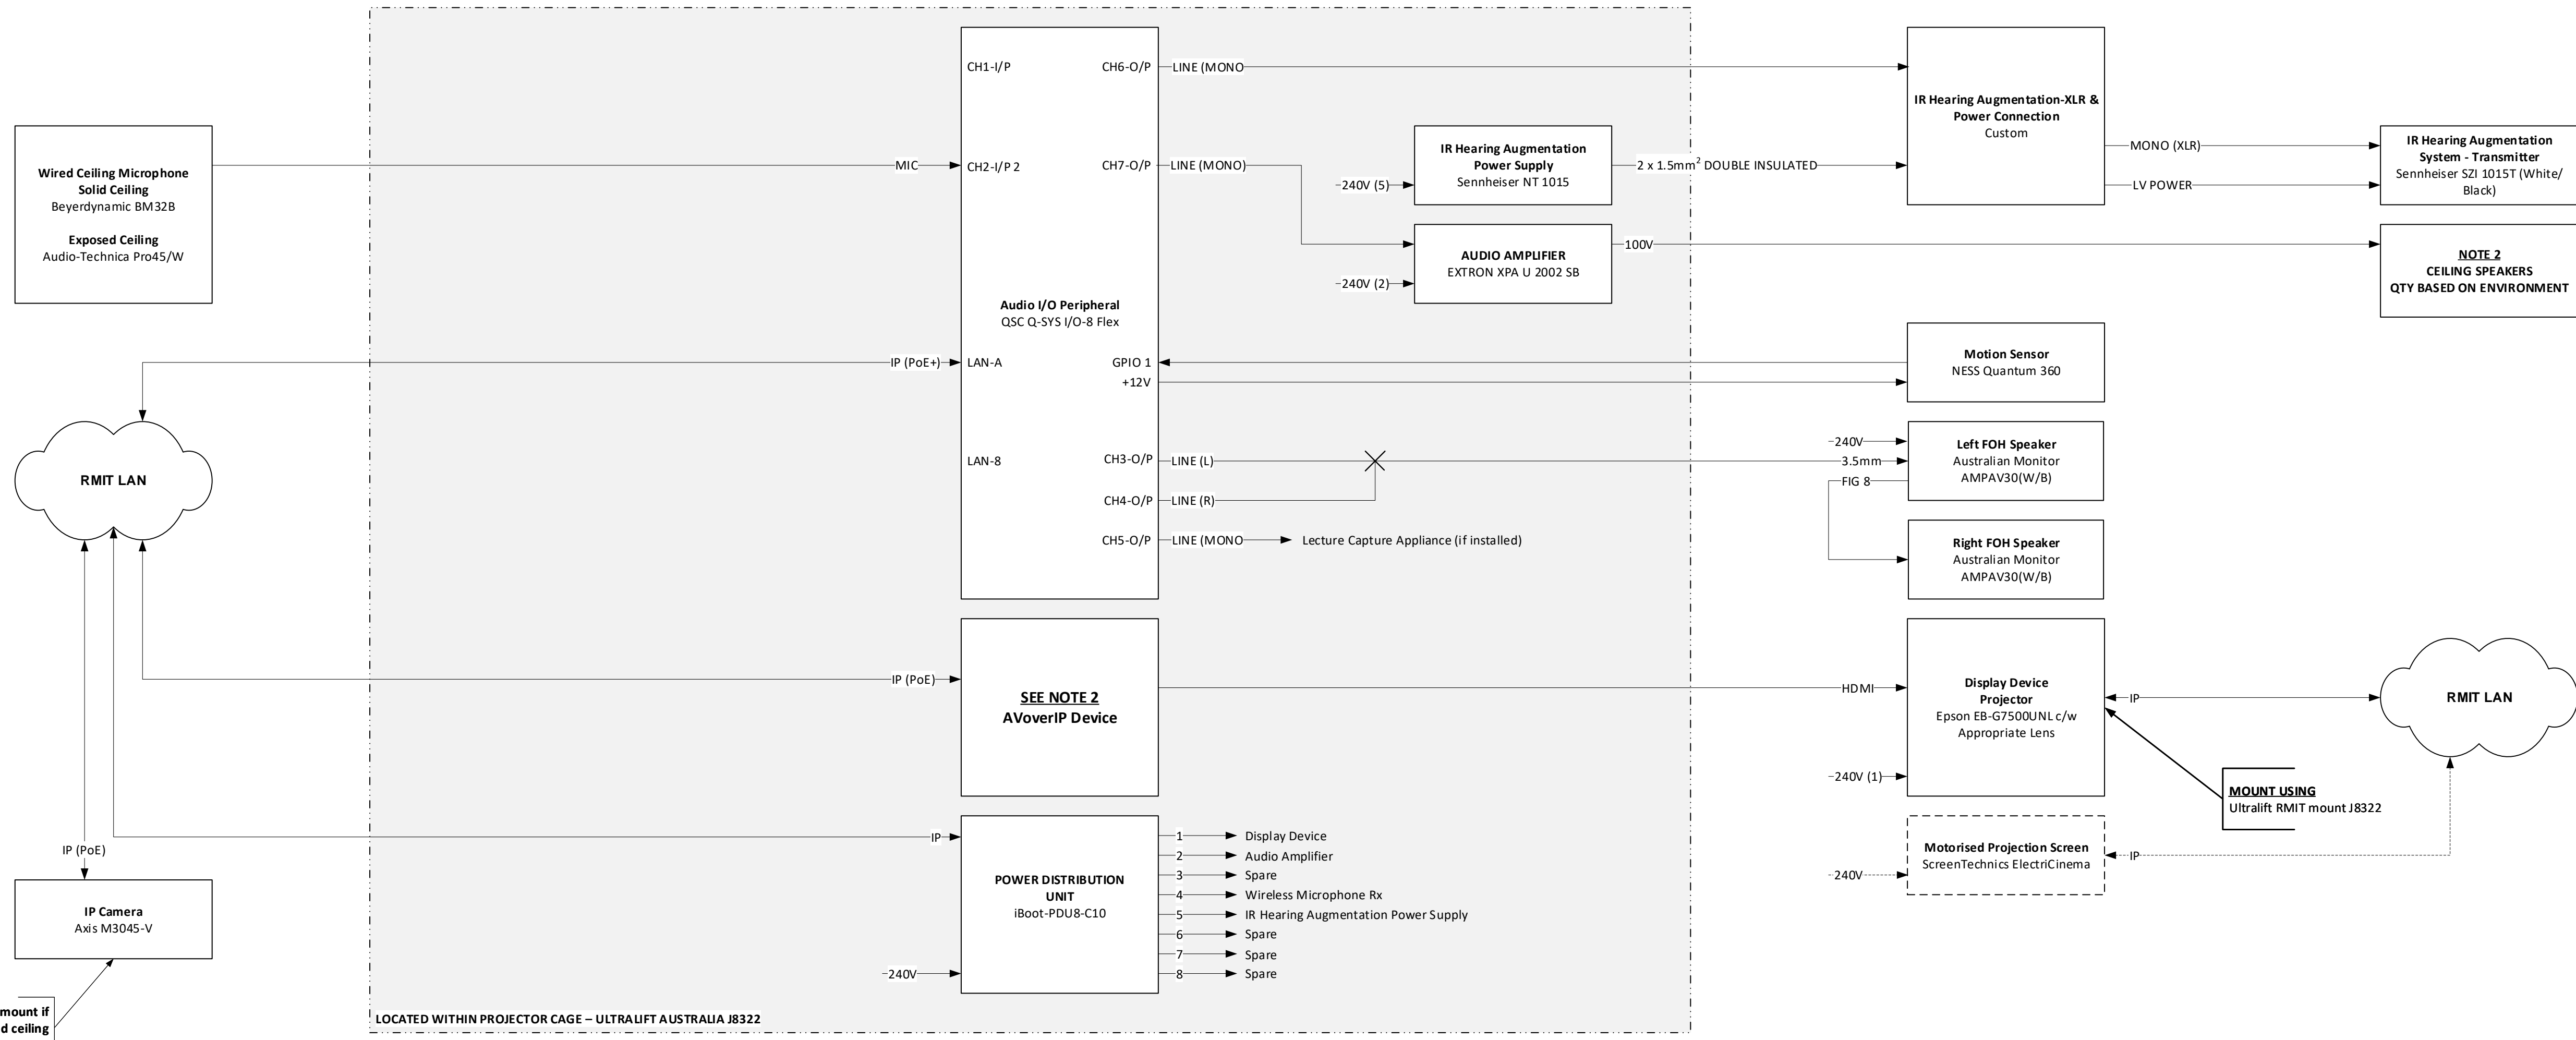 CH1-I/P
CH6-O/P
LINE (MONO
IR Hearing Augmentation-XLR &
Power Connection
Custom
Wired Ceiling Microphone
Solid Ceiling
Beyerdynamic BM32B
Exposed Ceiling
Audio-Technica Pro45/W
MIC
CH2-I/P 2
CH7-O/P
LINE (MONO)
240V (5)
IR Hearing Augmentation
Power Supply
Sennheiser NT 1015
2 x 1.5mm² DOUBLE INSULATED
MONO (XLR)
LV POWER
IR Hearing Augmentation
System - Transmitter
Sennheiser SZI 1015T (White/
Black)
240V (2)
AUDIO AMPLIFIER
EXTRON XPA U 2002 SB
100V
NOTE 2
CEILING SPEAKERS
QTY BASED ON ENVIRONMENT
Audio I/O Peripheral
QSC Q-SYS I/O-8 Flex
IP (PoE+)
LAN-A
GPIO 1
+12V
Motion Sensor
NESS Quantum 360
RMIT LAN
LAN-8
CH3-O/P
LINE (L)
CH4-O/P
LINE (R)
240V
3.5mm
FIG 8
Left FOH Speaker
Australian Monitor
AMPAV30(W/B)
CH5-O/P
LINE (MONO
Lecture Capture Appliance (if installed)
Right FOH Speaker
Australian Monitor
AMPAV30(W/B)
IP (PoE)
SEE NOTE 2
AVoverIP Device
HDMI
Display Device
Projector
Epson EB-G7500UNL c/w
Appropriate Lens
240V (1)
IP
RMIT LAN
MOUNT USING
Ultralift RMIT mount J8322
IP
POWER DISTRIBUTION
UNIT
iBoot-PDU8-C10
240V
1 Display Device
2 Audio Amplifier
3 Spare
4 Wireless Microphone Rx
5 IR Hearing Augmentation Power Supply
6 Spare
7 Spare
8 Spare
240V
Motorised Projection Screen
ScreenTechnics ElectriCinema
IP
IP (PoE)
IP Camera
Axis M3045-V
mount if
d ceiling
LOCATED WITHIN PROJECTOR CAGE – ULTRALIFT AUSTRALIA J8322